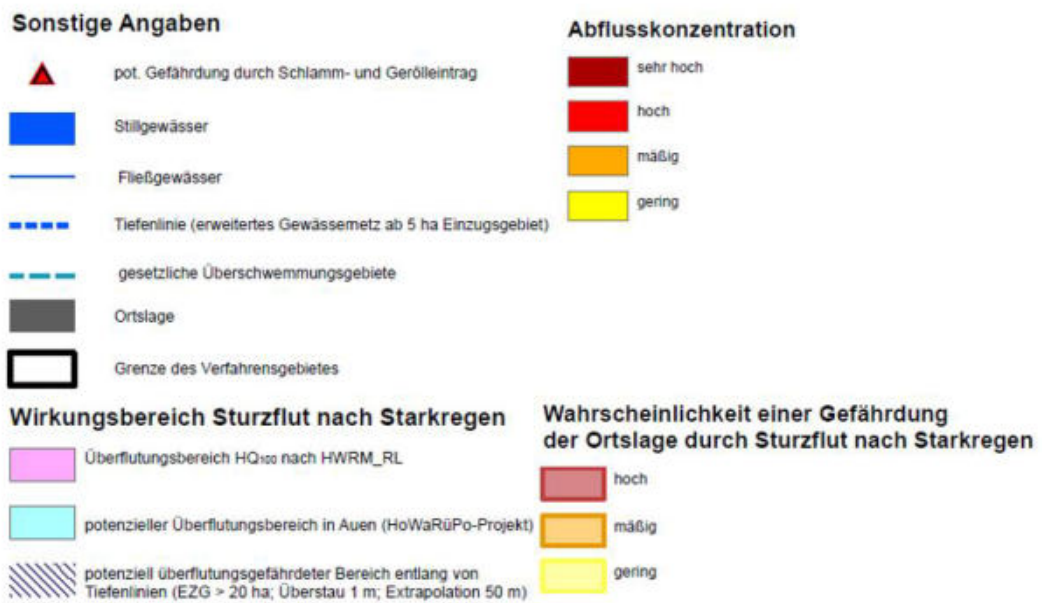 Sonstige Angaben
pot. Gefährdung durch Schlamm- und Gerölleintrag
Stillgewässer
Fließgewässer
Tiefenlinie (erweitertes Gewässernetz ab 5 ha Einzugsgebiet)
gesetzliche Überschwemmungsgebiete
Ortslage
Grenze des Verfahrensgebietes
Abflusskonzentration
sehr hoch
hoch
mäßig
gering
Wirkungsbereich Sturzflut nach Starkregen
Überflutungsbereich HQ₁₀₀ nach HWRM_RL
potenzieller Überflutungsbereich in Auen (HoWaRüPo-Projekt)
potenziell überflutungsgefährdeter Bereich entlang von
Tiefenlinien (EZG > 20 ha; Überstau 1 m; Extrapolation 50 m)
Wahrscheinlichkeit einer Gefährdung
der Ortslage durch Sturzflut nach Starkregen
hoch
mäßig
gering